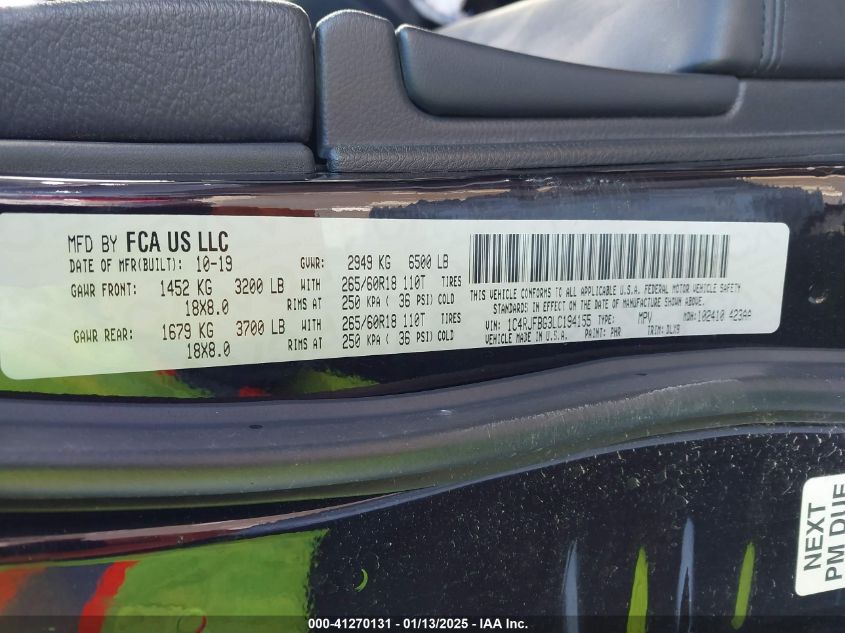 MFD BY FCA US LLC
DATE OF MFR(BUILT): 10-19 GVWR: 2949 KG 6500 LB
GAWR FRONT: 1452 KG 3200 LB WITH 265/60R18 110T TIRES
18X8.0 RIMS AT 250 KPA ( 36 PSI) COLD
GAWR REAR: 1679 KG 3700 LB WITH 265/60R18 110T TIRES
18X8.0 RIMS AT 250 KPA ( 36 PSI) COLD
THIS VEHICLE CONFORMS TO ALL APPLICABLE U.S.A. FEDERAL MOTOR VEHICLE SAFETY
STANDARDS IN EFFECT ON THE DATE OF MANUFACTURE SHOWN ABOVE.
VIN: 1C4RJFBG3LC194155 TYPE: MPV MDH:102410 423AA
VEHICLE MADE IN U.S.A. PAINT: PHR TRIM:DLX9
NEXT
PM DUE
000-41270131 - 01/13/2025 - IAA Inc.